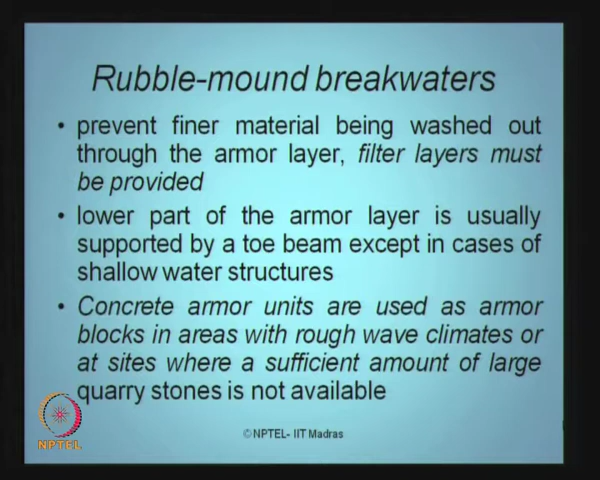 Rubble-mound breakwaters
• prevent finer material being washed out
through the armor layer, filter layers must
be provided
• lower part of the armor layer is usually
supported by a toe beam except in cases of
shallow water structures
• Concrete armor units are used as armor
blocks in areas with rough wave climates or
at sites where a sufficient amount of large
quarry stones is not available
NPTEL
©NPTEL- IIT Madras